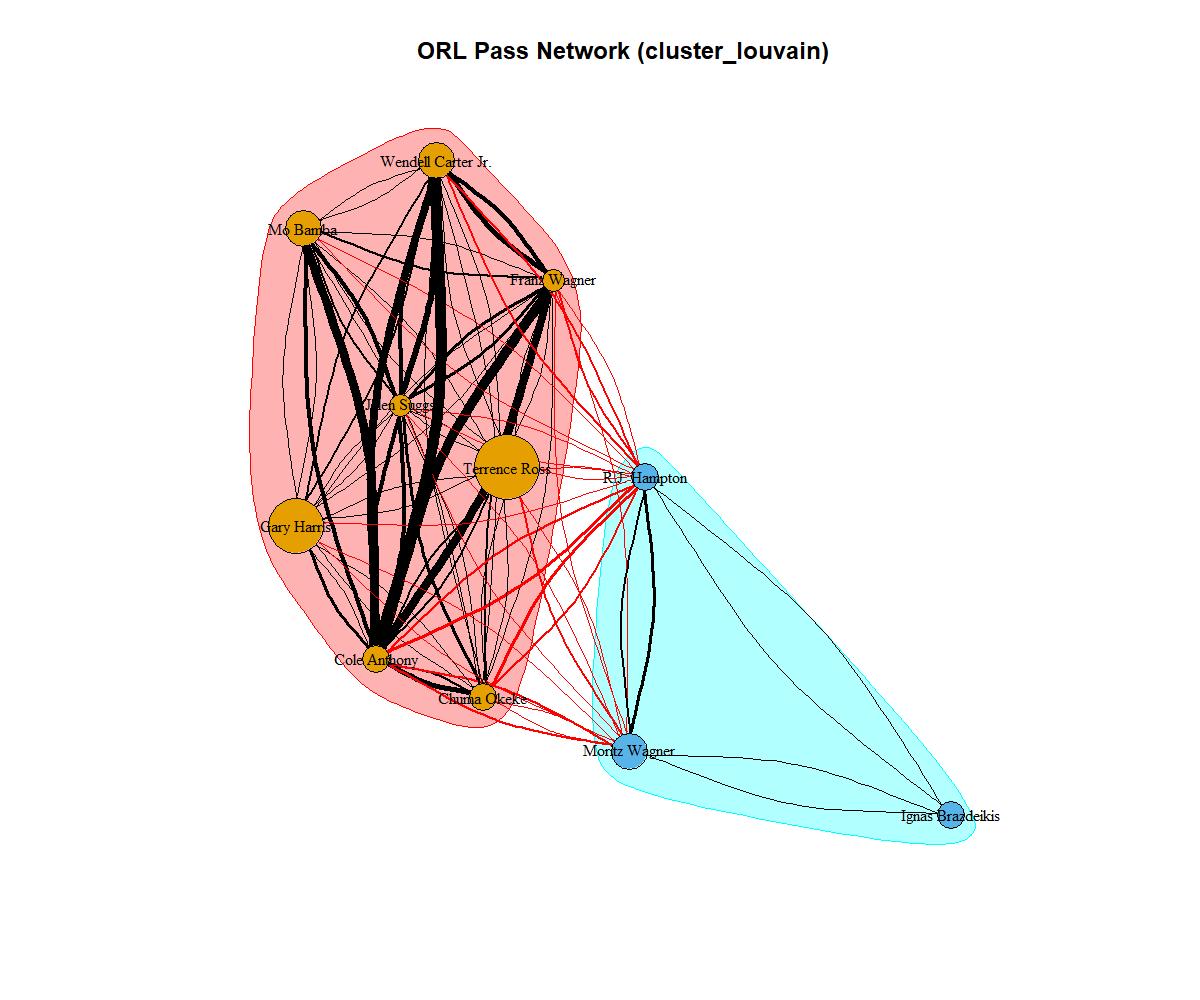 ORL Pass Network (cluster_louvain)
Wendell Carter Jr.
Mo Bamba
Franz Wagner
Jalen Suggs
Terrence Ross
R.J. Hampton
Gary Harris
Cole Anthony
Chuma Okeke
Moritz Wagner
Ignas Brazdeikis